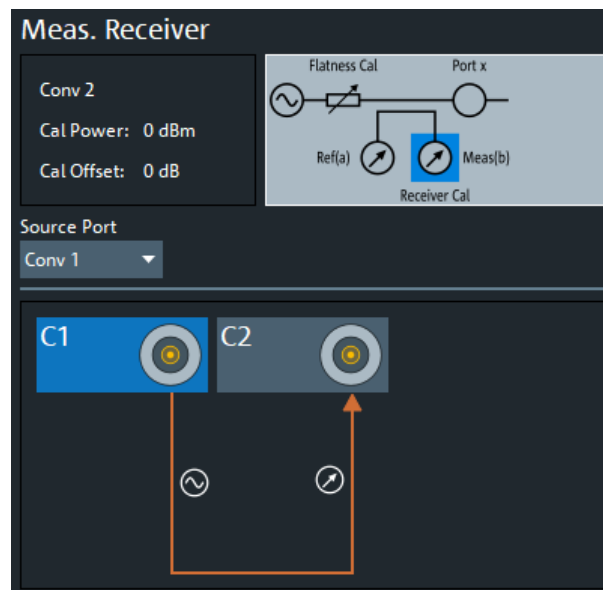 Meas. Receiver
Conv 2
Cal Power: 0 dBm
Cal Offset: 0 dB
Flatness Cal Port x
Ref(a) Meas(b)
Receiver Cal
Source Port
Conv 1
C1 C2